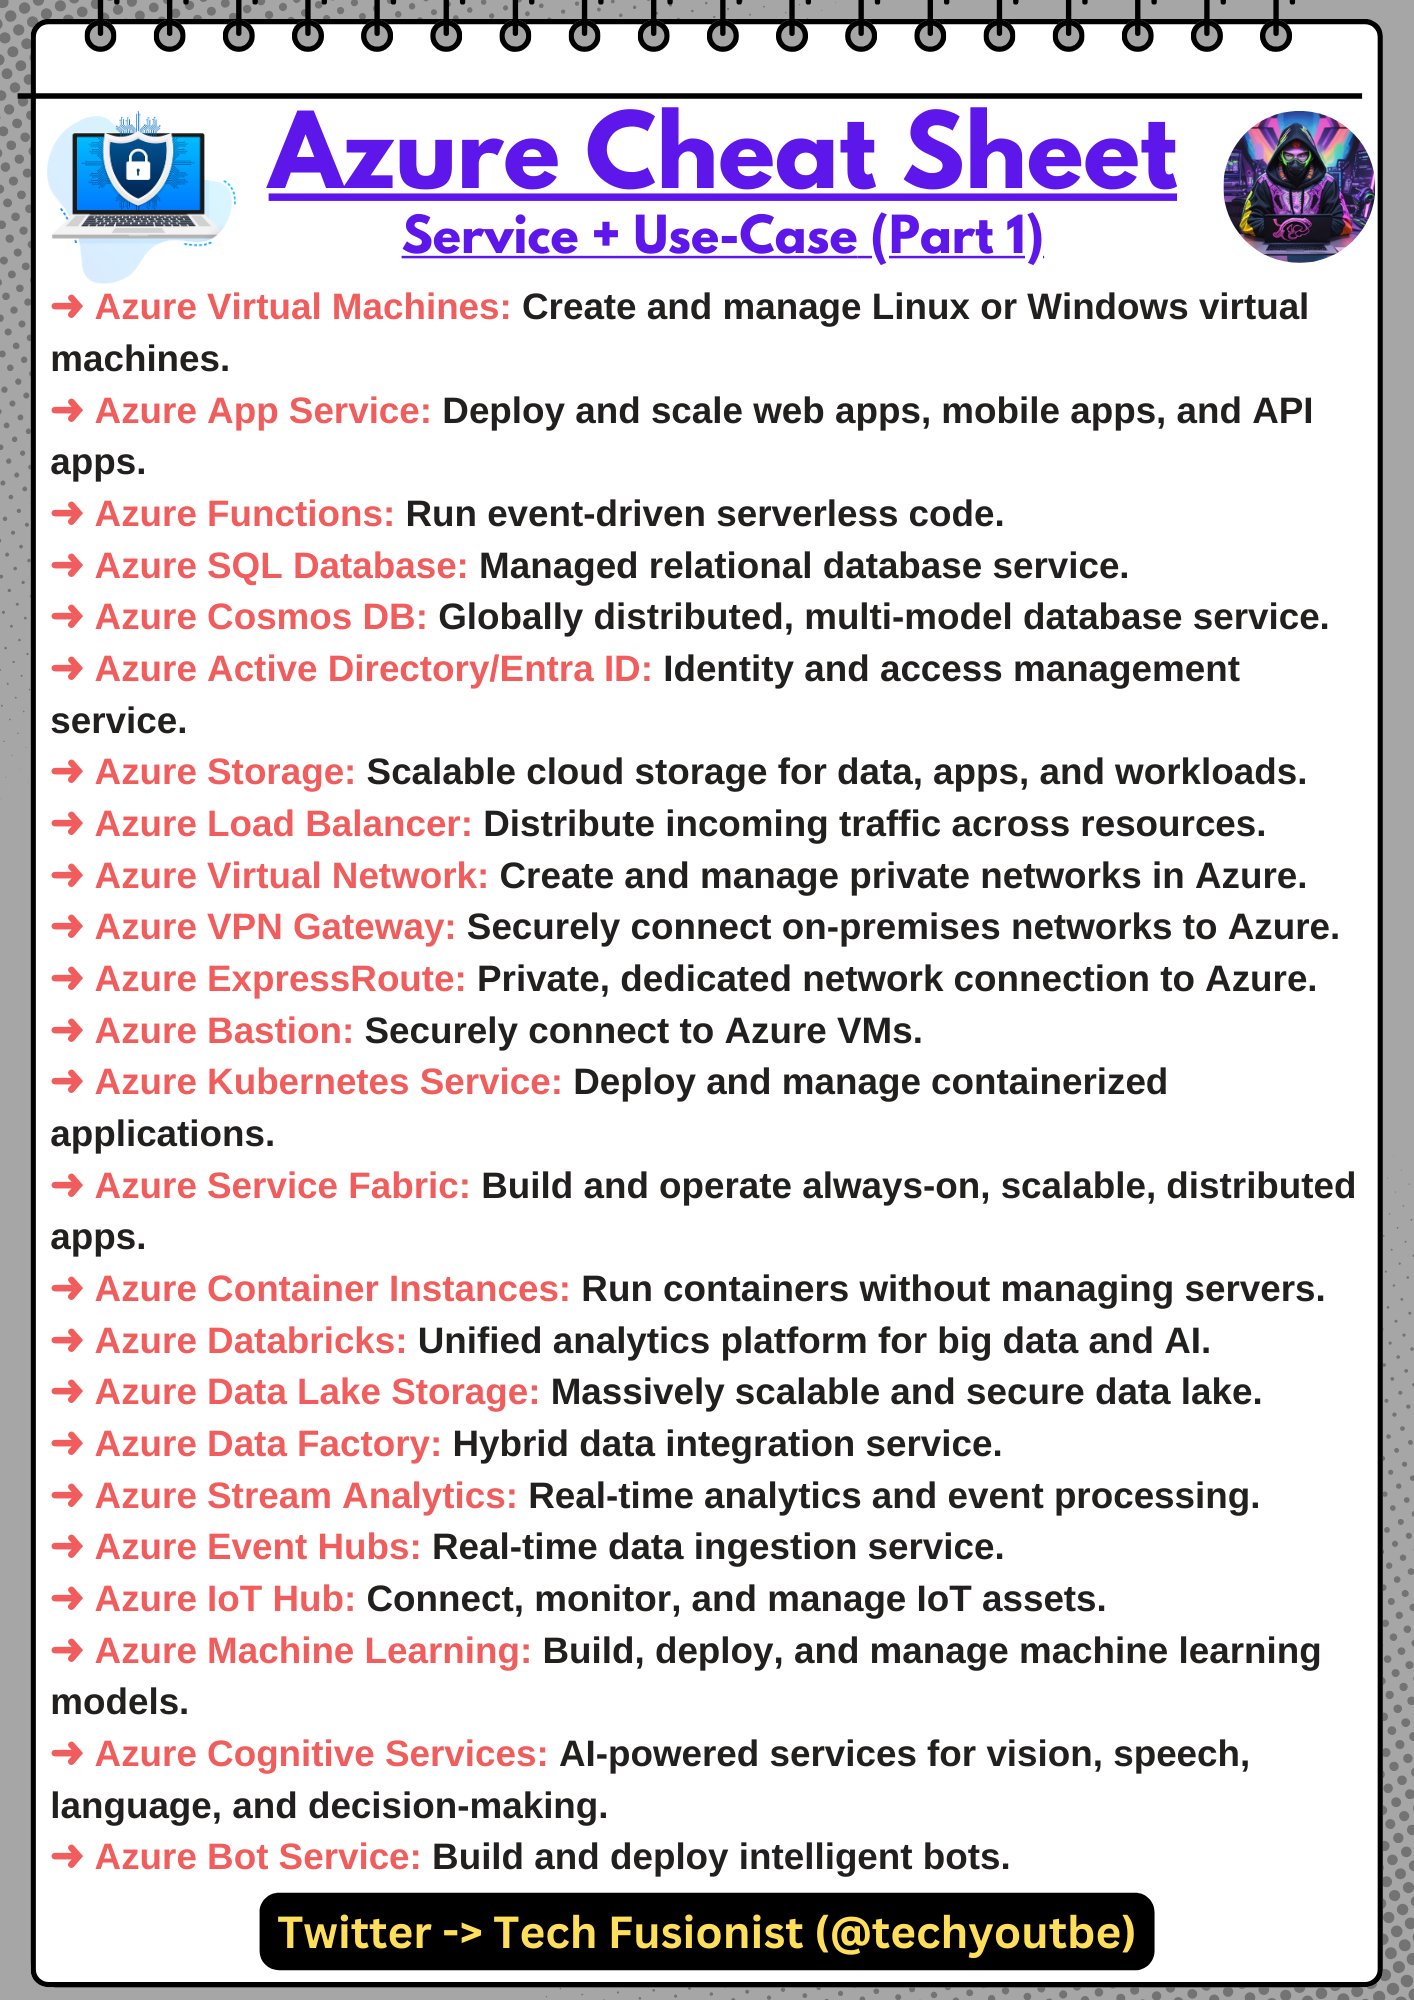 Azure Cheat Sheet
Service + Use-Case (Part 1)
➜ Azure Virtual Machines: Create and manage Linux or Windows virtual
machines.
➜ Azure App Service: Deploy and scale web apps, mobile apps, and API
apps.
➜ Azure Functions: Run event-driven serverless code.
➜ Azure SQL Database: Managed relational database service.
➜ Azure Cosmos DB: Globally distributed, multi-model database service.
➜ Azure Active Directory/Entra ID: Identity and access management
service.
➜ Azure Storage: Scalable cloud storage for data, apps, and workloads.
➜ Azure Load Balancer: Distribute incoming traffic across resources.
➜ Azure Virtual Network: Create and manage private networks in Azure.
➜ Azure VPN Gateway: Securely connect on-premises networks to Azure.
➜ Azure ExpressRoute: Private, dedicated network connection to Azure.
➜ Azure Bastion: Securely connect to Azure VMs.
➜ Azure Kubernetes Service: Deploy and manage containerized
applications.
➜ Azure Service Fabric: Build and operate always-on, scalable, distributed
apps.
➜ Azure Container Instances: Run containers without managing servers.
➜ Azure Databricks: Unified analytics platform for big data and AI.
➜ Azure Data Lake Storage: Massively scalable and secure data lake.
➜ Azure Data Factory: Hybrid data integration service.
➜ Azure Stream Analytics: Real-time analytics and event processing.
➜ Azure Event Hubs: Real-time data ingestion service.
➜ Azure IoT Hub: Connect, monitor, and manage IoT assets.
➜ Azure Machine Learning: Build, deploy, and manage machine learning
models.
➜ Azure Cognitive Services: AI-powered services for vision, speech,
language, and decision-making.
➜ Azure Bot Service: Build and deploy intelligent bots.
Twitter -> Tech Fusionist (@techyoutbe)